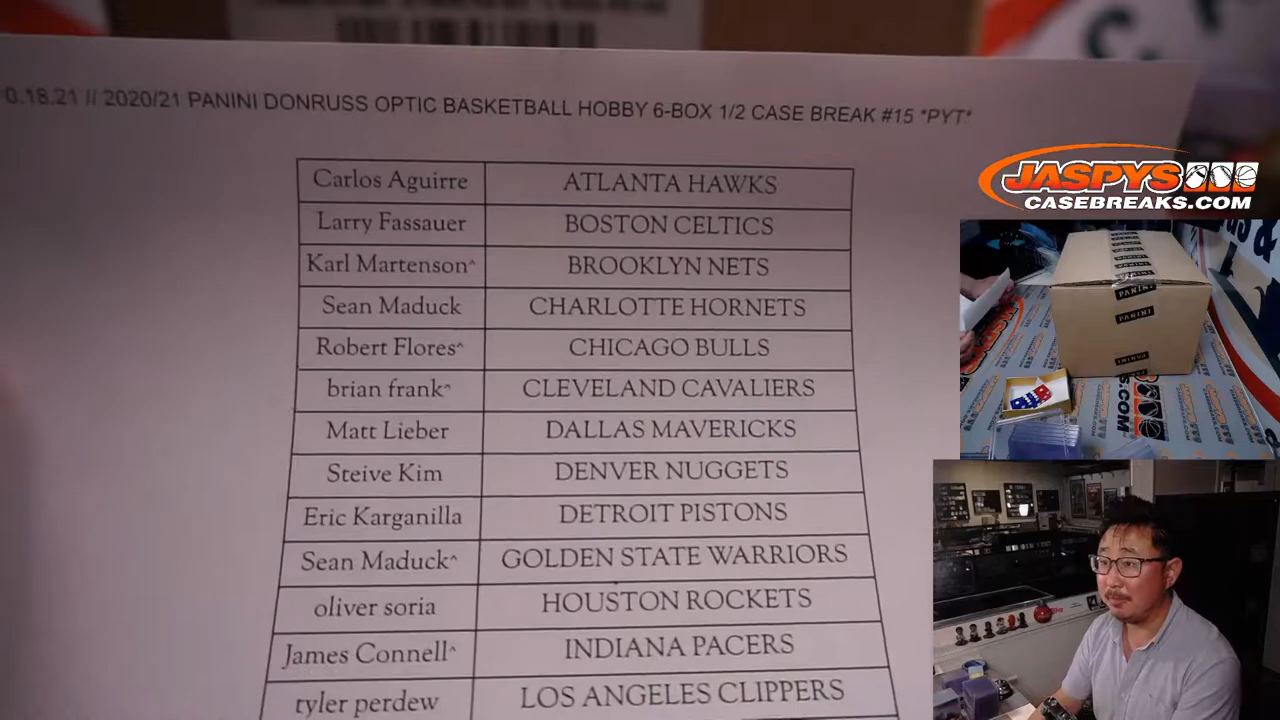 0.18.21 // 2020/21 PANINI DONRUSS OPTIC BASKETBALL HOBBY 6-BOX 1/2 CASE BREAK #15 *PYT*
Carlos Aguirre ATLANTA HAWKS
Larry Fassauer BOSTON CELTICS
Karl Martenson^ BROOKLYN NETS
Sean Maduck CHARLOTTE HORNETS
Robert Flores^ CHICAGO BULLS
brian frank^ CLEVELAND CAVALIERS
Matt Lieber DALLAS MAVERICKS
Steive Kim DENVER NUGGETS
Eric Karganilla DETROIT PISTONS
Sean Maduck^ GOLDEN STATE WARRIORS
oliver soria HOUSTON ROCKETS
James Connell^ INDIANA PACERS
tyler perdew LOS ANGELES CLIPPERS
JASPYS
CASEBREAKS.COM
PANINI
PANINI
PANINI
.COM